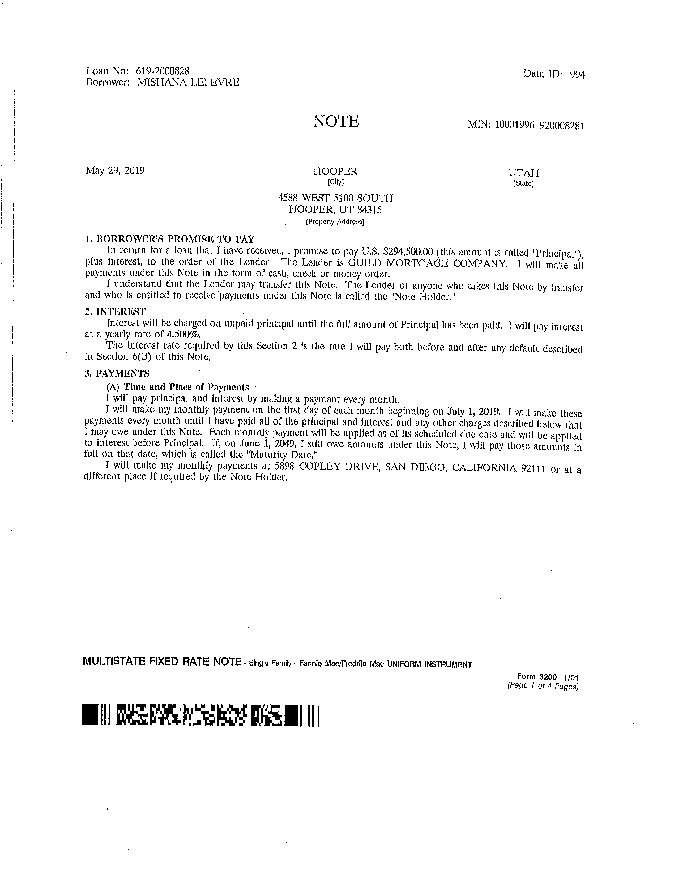 Loan No: 619-2000828
Borrower: MISHANA LEFEVRE
Data ID: 994
NOTE
MIN: 10001996 920008281
May 29, 2019
HOOPER
[City]
UTAH
[State]
4588 WEST 5500 SOUTH
HOOPER, UT 84315
[Property Address]
1. BORROWER'S PROMISE TO PAY
In return for a loan that I have received, I promise to pay U.S. $294,500.00 (this amount is called "Principal"),
plus interest, to the order of the Lender. The Lender is GUILD MORTGAGE COMPANY. I will make all
payments under this Note in the form of cash, check or money order.
I understand that the Lender may transfer this Note. The Lender or anyone who takes this Note by transfer
and who is entitled to receive payments under this Note is called the "Note Holder."
2. INTEREST
Interest will be charged on unpaid principal until the full amount of Principal has been paid. I will pay interest
at a yearly rate of 4.500%.
The interest rate required by this Section 2 is the rate I will pay both before and after any default described
in Section 6(B) of this Note.
3. PAYMENTS
(A) Time and Place of Payments
I will pay principal and interest by making a payment every month.
I will make my monthly payment on the first day of each month beginning on July 1, 2019. I will make these
payments every month until I have paid all of the principal and interest and any other charges described below that
I may owe under this Note. Each monthly payment will be applied as of its scheduled due date and will be applied
to interest before Principal. If, on June 1, 2049, I still owe amounts under this Note, I will pay those amounts in
full on that date, which is called the "Maturity Date."
I will make my monthly payments at 5898 COPLEY DRIVE, SAN DIEGO, CALIFORNIA 92111 or at a
different place if required by the Note Holder.
MULTISTATE FIXED RATE NOTE - Single Family - Fannie Mae/Freddie Mac UNIFORM INSTRUMENT
Form 3200 1/01
(Page 1 of 4 Pages)